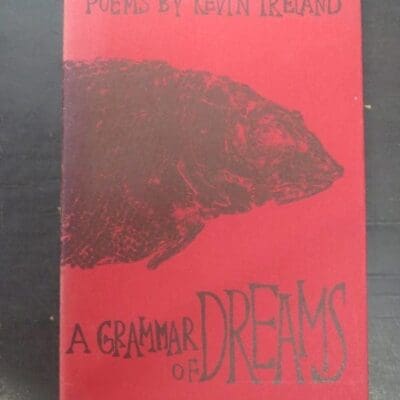 POEMS BY KEVIN IRELAND
A GRAMMAR
OF DREAMS